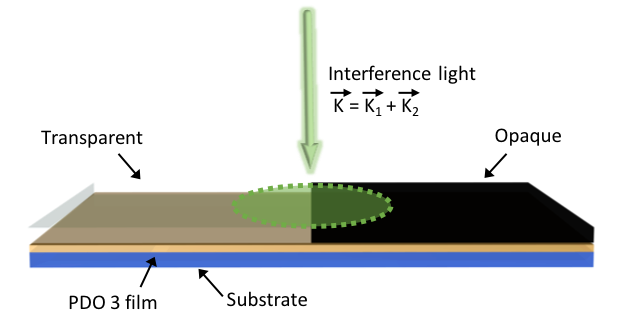 Interference light
K = K1 + K2
Transparent
Opaque
PDO 3 film
Substrate